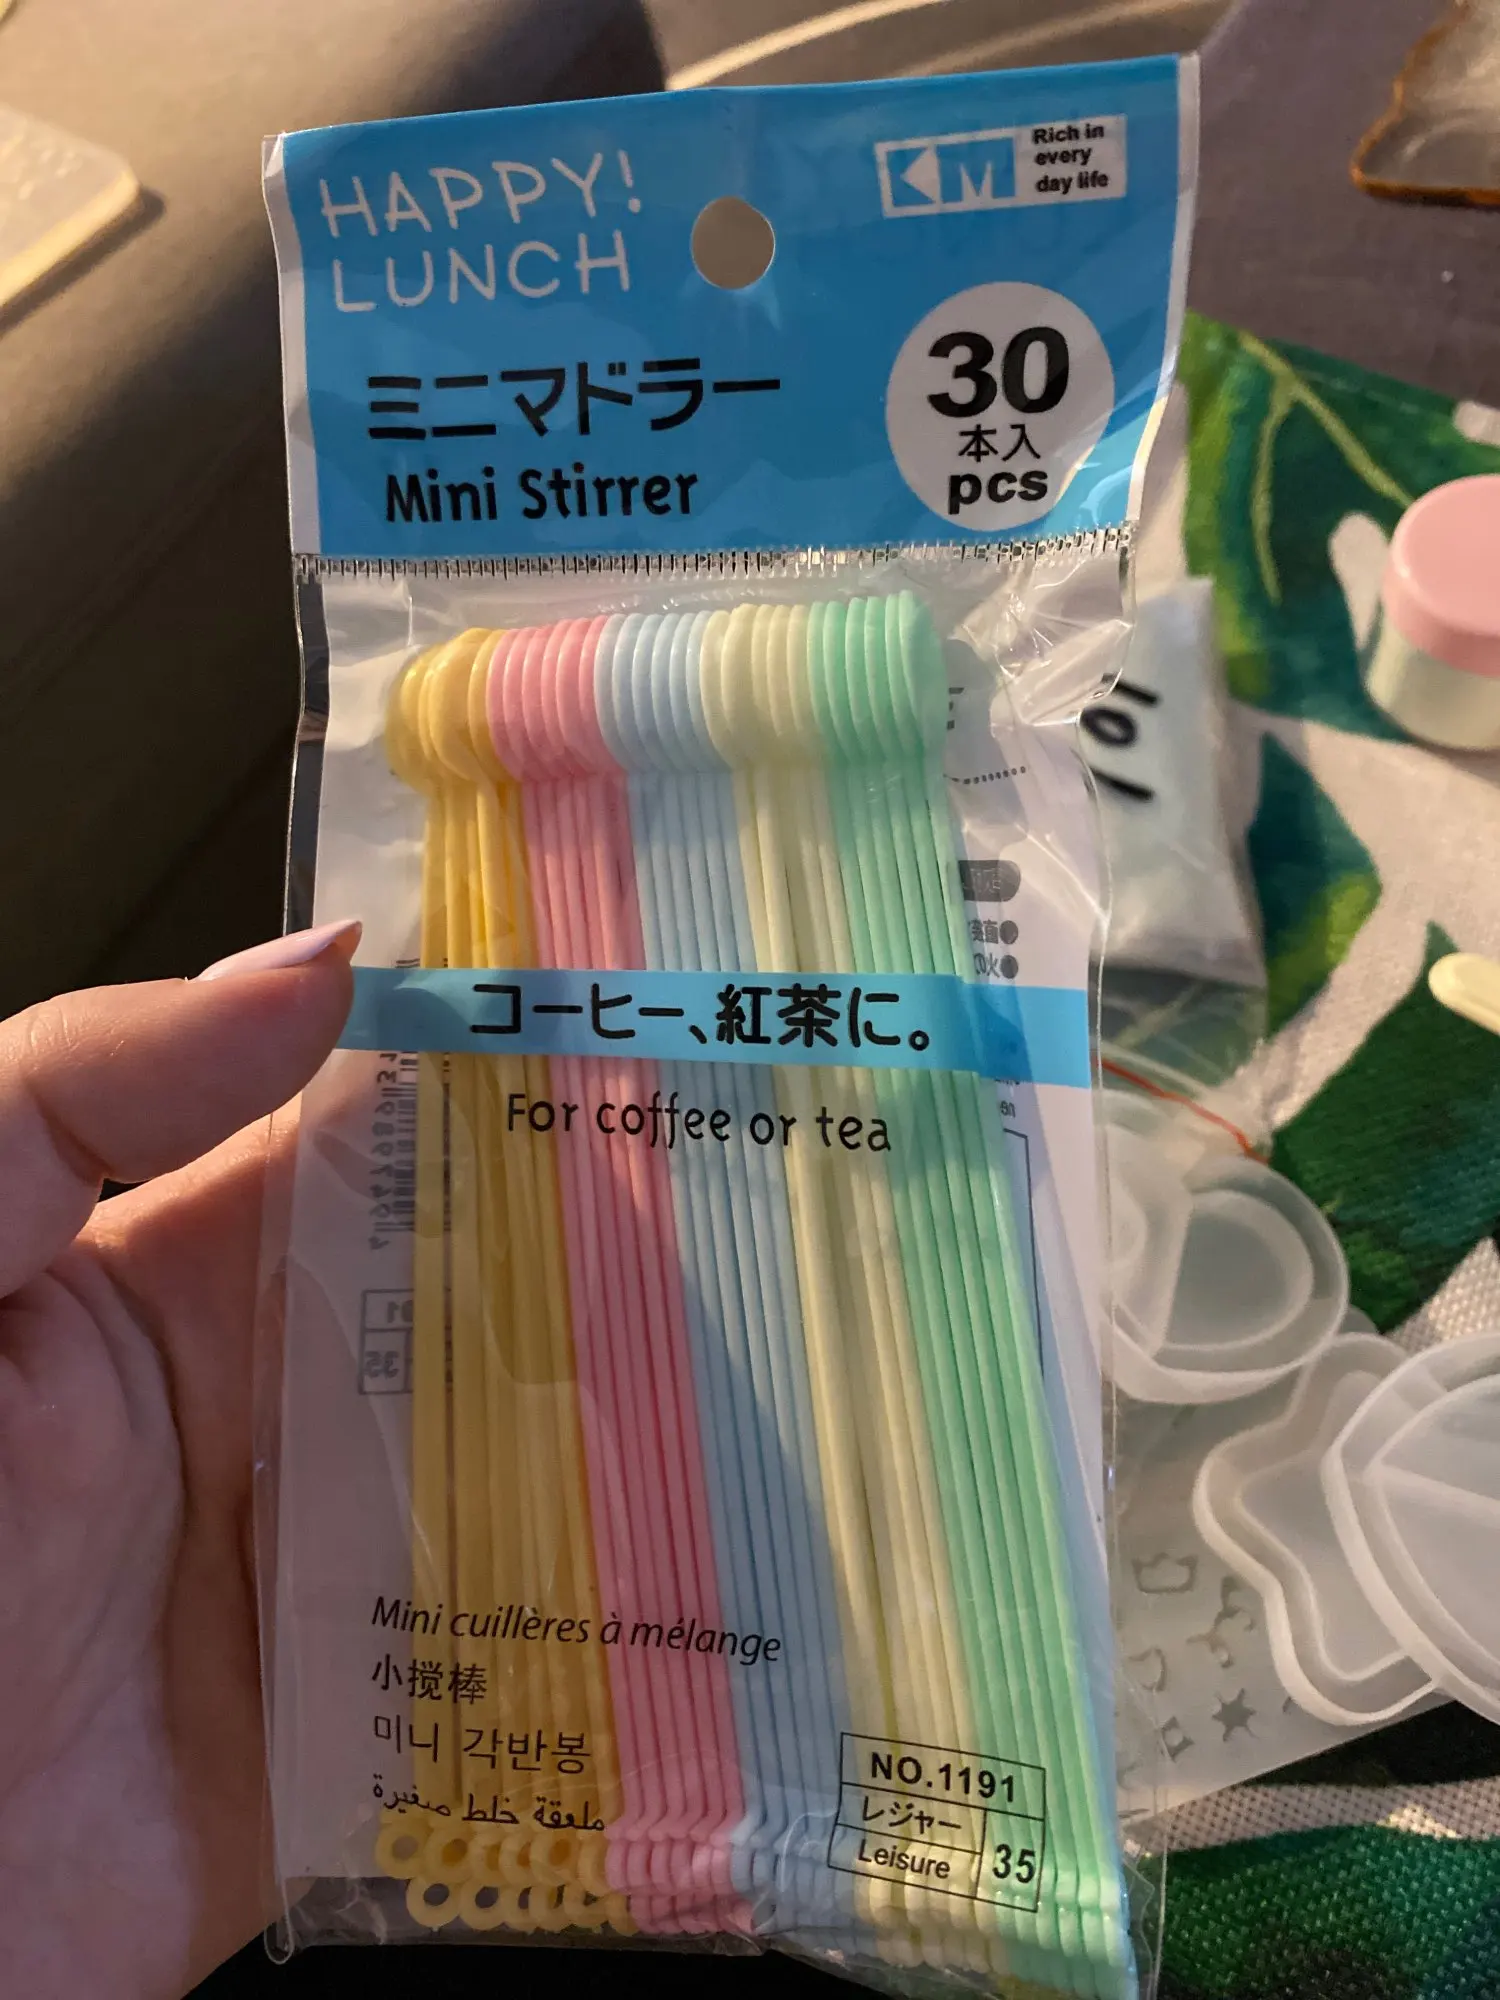 HAPPY!
LUNCH
KM
Rich in
every
day life
ミニマドラー
Mini Stirrer
30
本入
pcs
コーヒー、紅茶に。
For coffee or tea
Mini cuillères à mélange
小搅棒
미니 각반봉
ملعقة خلط صغيرة
NO.1191
レジャー
Leisure
35